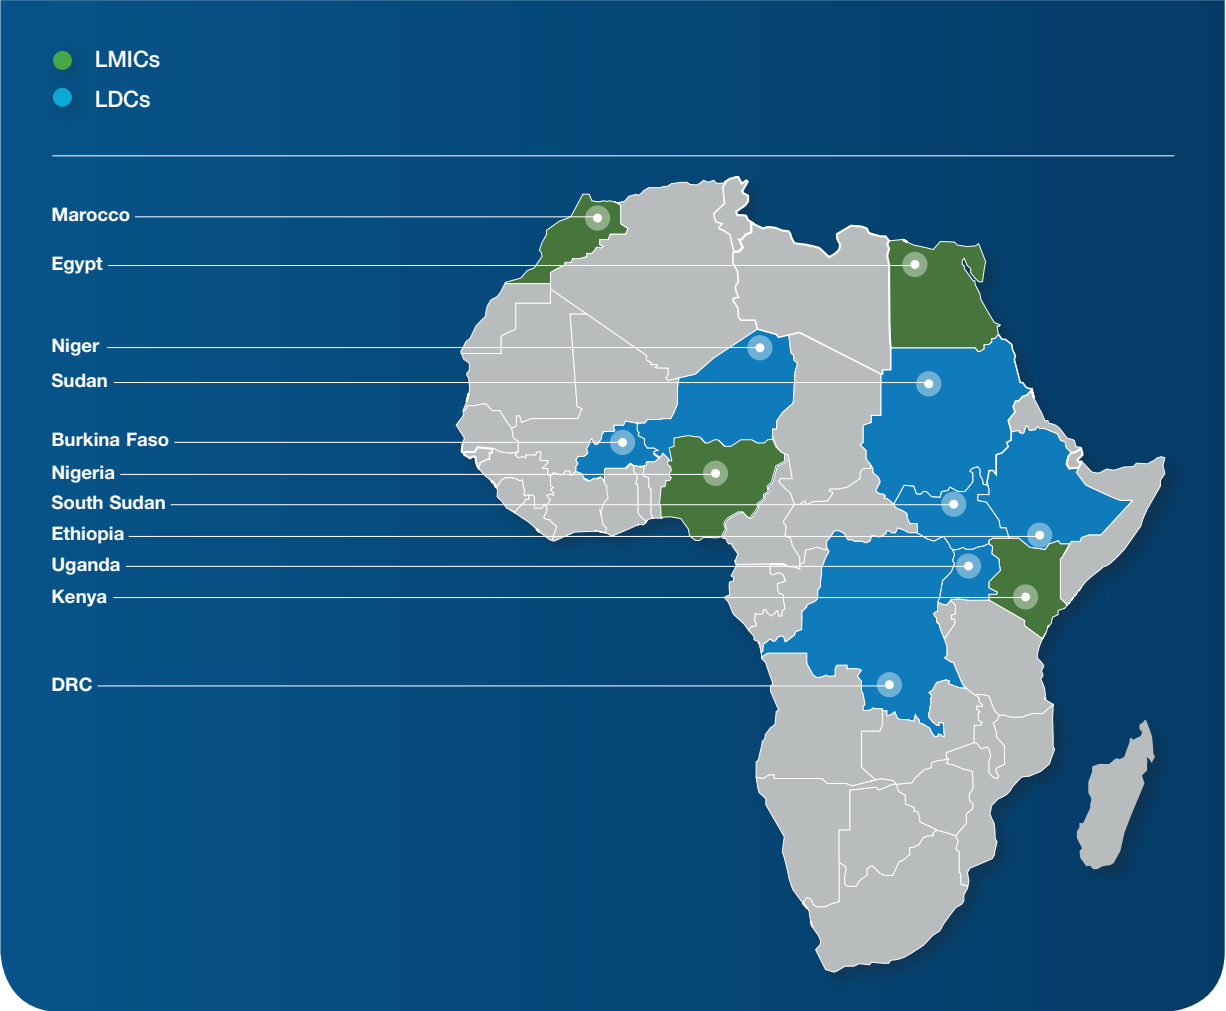 LMICs
LDCs
Marocco
Egypt
Niger
Sudan
Burkina Faso
Nigeria
South Sudan
Ethiopia
Uganda
Kenya
DRC